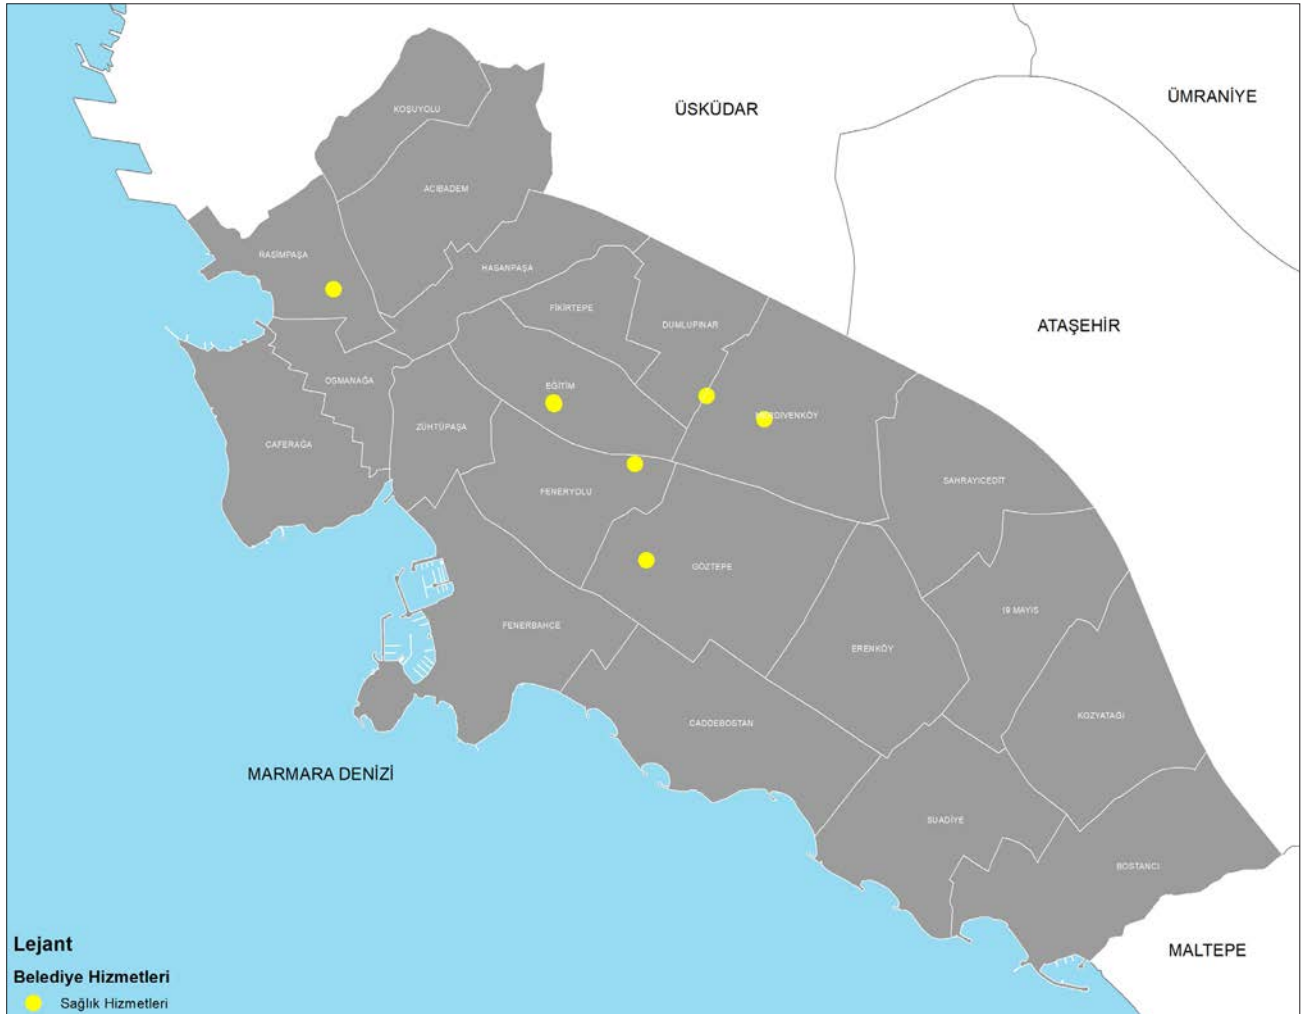 ÜMRANİYE
ÜSKÜDAR
KOŞUYOLU
ACIBADEM
RASİMPAŞA
HASANPAŞA
FİKİRTEPE
DUMLUPINAR
ATAŞEHİR
OSMANAĞA
EĞİTİM
MERDİVENKÖY
ZÜHTÜPAŞA
CAFERAĞA
SAHRAYICEDİT
FENERYOLU
GÖZTEPE
19 MAYIS
FENERBAHCE
ERENKÖY
KOZYATAĞI
CADDEBOSTAN
MARMARA DENİZİ
SUADİYE
BOSTANCI
MALTEPE
Lejant
Belediye Hizmetleri
Sağlık Hizmetleri